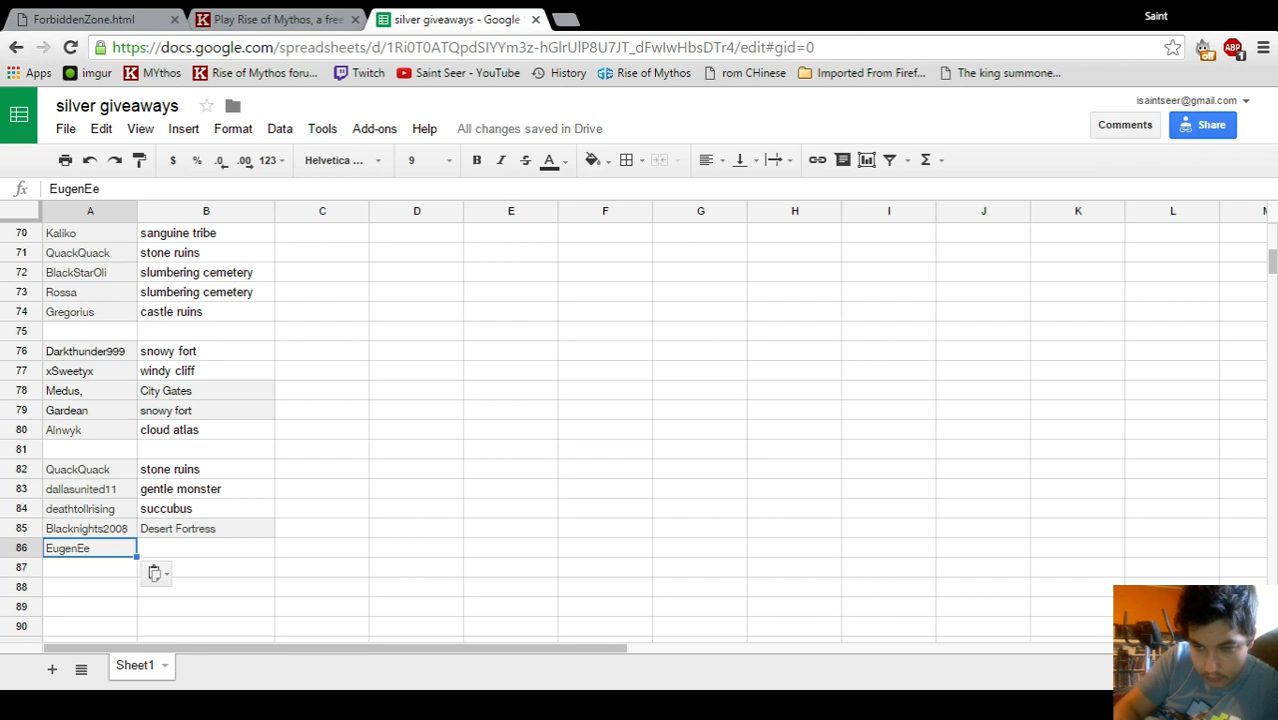 ForbiddenZone.html
Play Rise of Mythos, a free
silver giveaways - Google
Saint
https://docs.google.com/spreadsheets/d/1Ri0T0ATQpdSIYYm3z-hGlrUlP8U7JT_dFwIwHbsDTr4/edit#gid=0
ABP
1
Apps
imgur
MYthos
Rise of Mythos foru...
Twitch
Saint Seer - YouTube
History
Rise of Mythos
rom CHinese
Imported From Firef...
The king summone...
silver giveaways
isaintseer@gmail.com
File Edit View Insert Format Data Tools Add-ons Help All changes saved in Drive
Comments
Share
$ % .0 .00 123 Helvetica ... 9 B I S A Σ
fx EugenEe
A B C D E F G H I J K L M
70 Kaliko sanguine tribe
71 QuackQuack stone ruins
72 BlackStarOli slumbering cemetery
73 Rossa slumbering cemetery
74 Gregorius castle ruins
75
76 Darkthunder999 snowy fort
77 xSweetyx windy cliff
78 Medus, City Gates
79 Gardean snowy fort
80 Alnwyk cloud atlas
81
82 QuackQuack stone ruins
83 dallasunited11 gentle monster
84 deathtollrising succubus
85 Blacknights2008 Desert Fortress
86 EugenEe
87
88
89
90
+ Sheet1